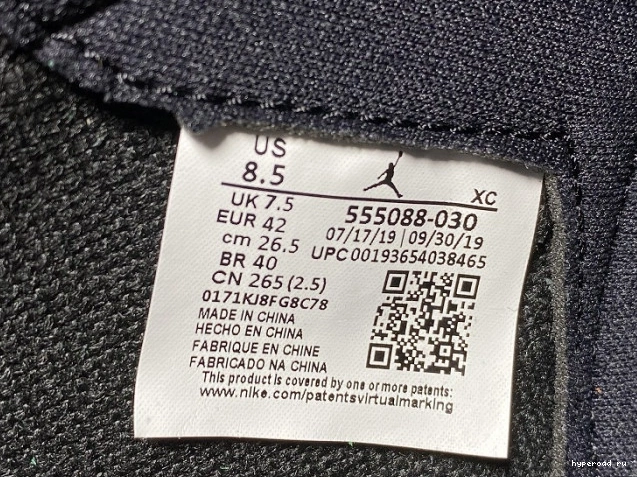 US
8.5
XC
UK 7.5
555088-030
EUR 42
07/17/19 | 09/30/19
cm 26.5
UPC 00193654038465
BR 40
CN 265 (2.5)
0171KJ8FG8C78
MADE IN CHINA
HECHO EN CHINA
FABRIQUE EN CHINE
FABRICADO NA CHINA
This product is covered by one or more patents:
www.nike.com/patentsvirtualmarking
hyperoad.ru